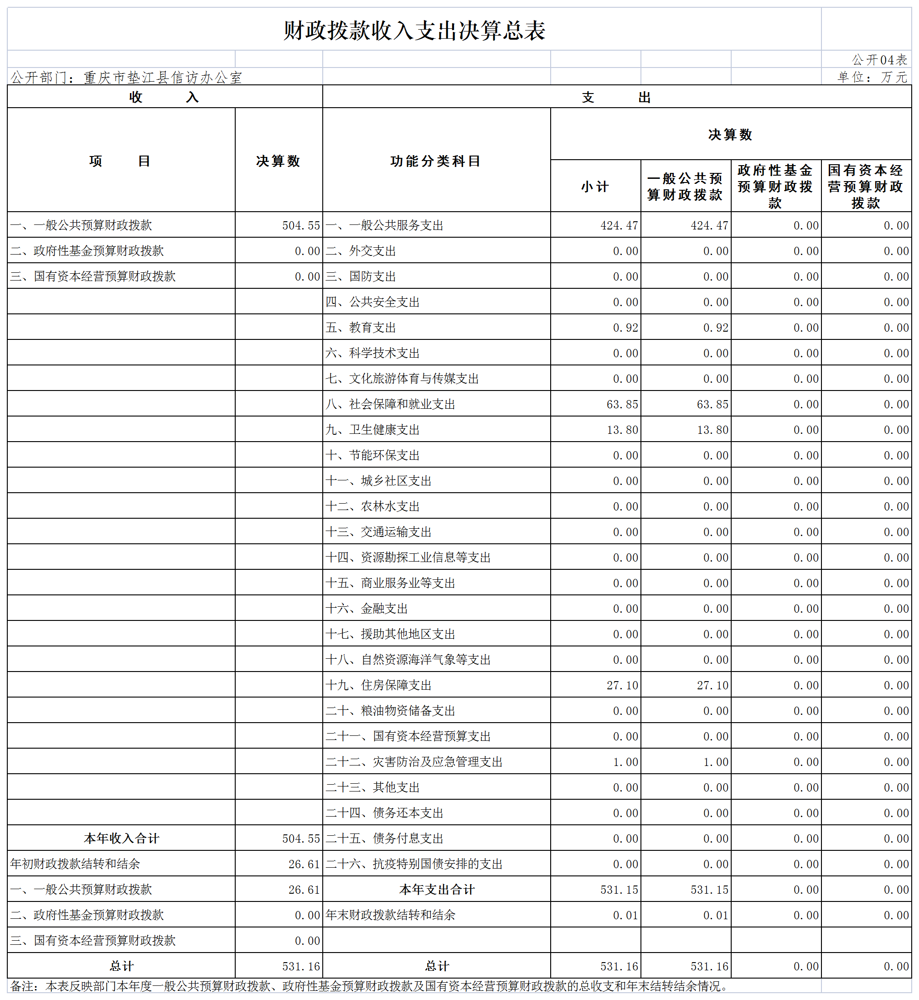 财政拨款收入支出决算总表
公开04表
公开部门：重庆市垫江县信访办公室 单位：万元
收 入 支 出
项 目 决算数 功能分类科目 决算数
小计 一般公共预算财政拨款 政府性基金预算财政拨款 国有资本经营预算财政拨款
一、一般公共预算财政拨款 504.55 一、一般公共服务支出 424.47 424.47 0.00 0.00
二、政府性基金预算财政拨款 0.00 二、外交支出 0.00 0.00 0.00 0.00
三、国有资本经营预算财政拨款 0.00 三、国防支出 0.00 0.00 0.00 0.00
四、公共安全支出 0.00 0.00 0.00 0.00
五、教育支出 0.92 0.92 0.00 0.00
六、科学技术支出 0.00 0.00 0.00 0.00
七、文化旅游体育与传媒支出 0.00 0.00 0.00 0.00
八、社会保障和就业支出 63.85 63.85 0.00 0.00
九、卫生健康支出 13.80 13.80 0.00 0.00
十、节能环保支出 0.00 0.00 0.00 0.00
十一、城乡社区支出 0.00 0.00 0.00 0.00
十二、农林水支出 0.00 0.00 0.00 0.00
十三、交通运输支出 0.00 0.00 0.00 0.00
十四、资源勘探工业信息等支出 0.00 0.00 0.00 0.00
十五、商业服务业等支出 0.00 0.00 0.00 0.00
十六、金融支出 0.00 0.00 0.00 0.00
十七、援助其他地区支出 0.00 0.00 0.00 0.00
十八、自然资源海洋气象等支出 0.00 0.00 0.00 0.00
十九、住房保障支出 27.10 27.10 0.00 0.00
二十、粮油物资储备支出 0.00 0.00 0.00 0.00
二十一、国有资本经营预算支出 0.00 0.00 0.00 0.00
二十二、灾害防治及应急管理支出 1.00 1.00 0.00 0.00
二十三、其他支出 0.00 0.00 0.00 0.00
二十四、债务还本支出 0.00 0.00 0.00 0.00
本年收入合计 504.55 二十五、债务付息支出 0.00 0.00 0.00 0.00
年初财政拨款结转和结余 26.61 二十六、抗疫特别国债安排的支出 0.00 0.00 0.00 0.00
一、一般公共预算财政拨款 26.61 本年支出合计 531.15 531.15 0.00 0.00
二、政府性基金预算财政拨款 0.00 年末财政拨款结转和结余 0.01 0.01 0.00 0.00
三、国有资本经营预算财政拨款 0.00
总计 531.16 总计 531.16 531.16 0.00 0.00
备注：本表反映部门本年度一般公共预算财政拨款、政府性基金预算财政拨款及国有资本经营预算财政拨款的总收支和年末结转结余情况。